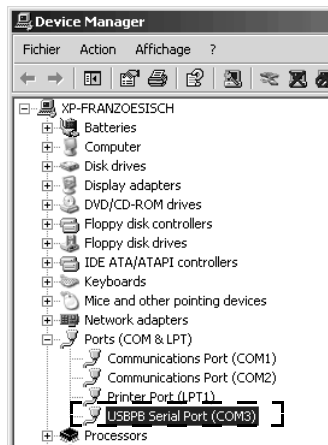 Device Manager
Fichier Action Affichage ?
XP-FRANZOESISCH
Batteries
Computer
Disk drives
Display adapters
DVD/CD-ROM drives
Floppy disk controllers
Floppy disk drives
IDE ATA/ATAPI controllers
Keyboards
Mice and other pointing devices
Network adapters
Ports (COM & LPT)
Communications Port (COM1)
Communications Port (COM2)
Printer Port (LPT1)
USBPB Serial Port (COM3)
Processors